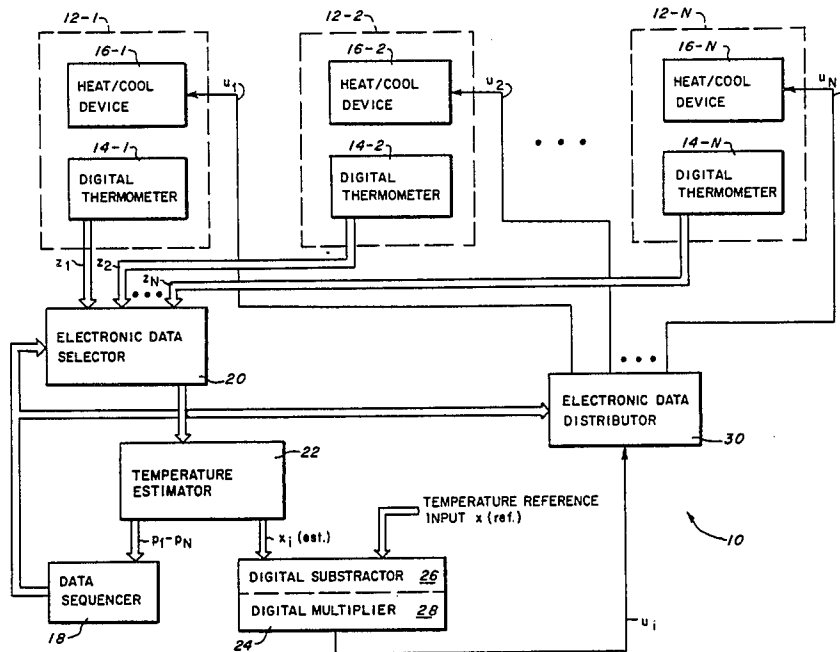 12-1
12-2
12-N
16-1
16-2
16-N
HEAT/COOL
DEVICE
u1
HEAT/COOL
DEVICE
u2
HEAT/COOL
DEVICE
uN
14-1
14-2
14-N
DIGITAL
THERMOMETER
DIGITAL
THERMOMETER
DIGITAL
THERMOMETER
z1
z2
zN
ELECTRONIC DATA
SELECTOR
20
ELECTRONIC DATA
DISTRIBUTOR
30
22
TEMPERATURE
ESTIMATOR
TEMPERATURE REFERENCE
INPUT x (ref.)
10
p1-pN
xi (est.)
DATA
SEQUENCER
18
DIGITAL SUBSTRACTOR 26
DIGITAL MULTIPLIER 28
24
ui